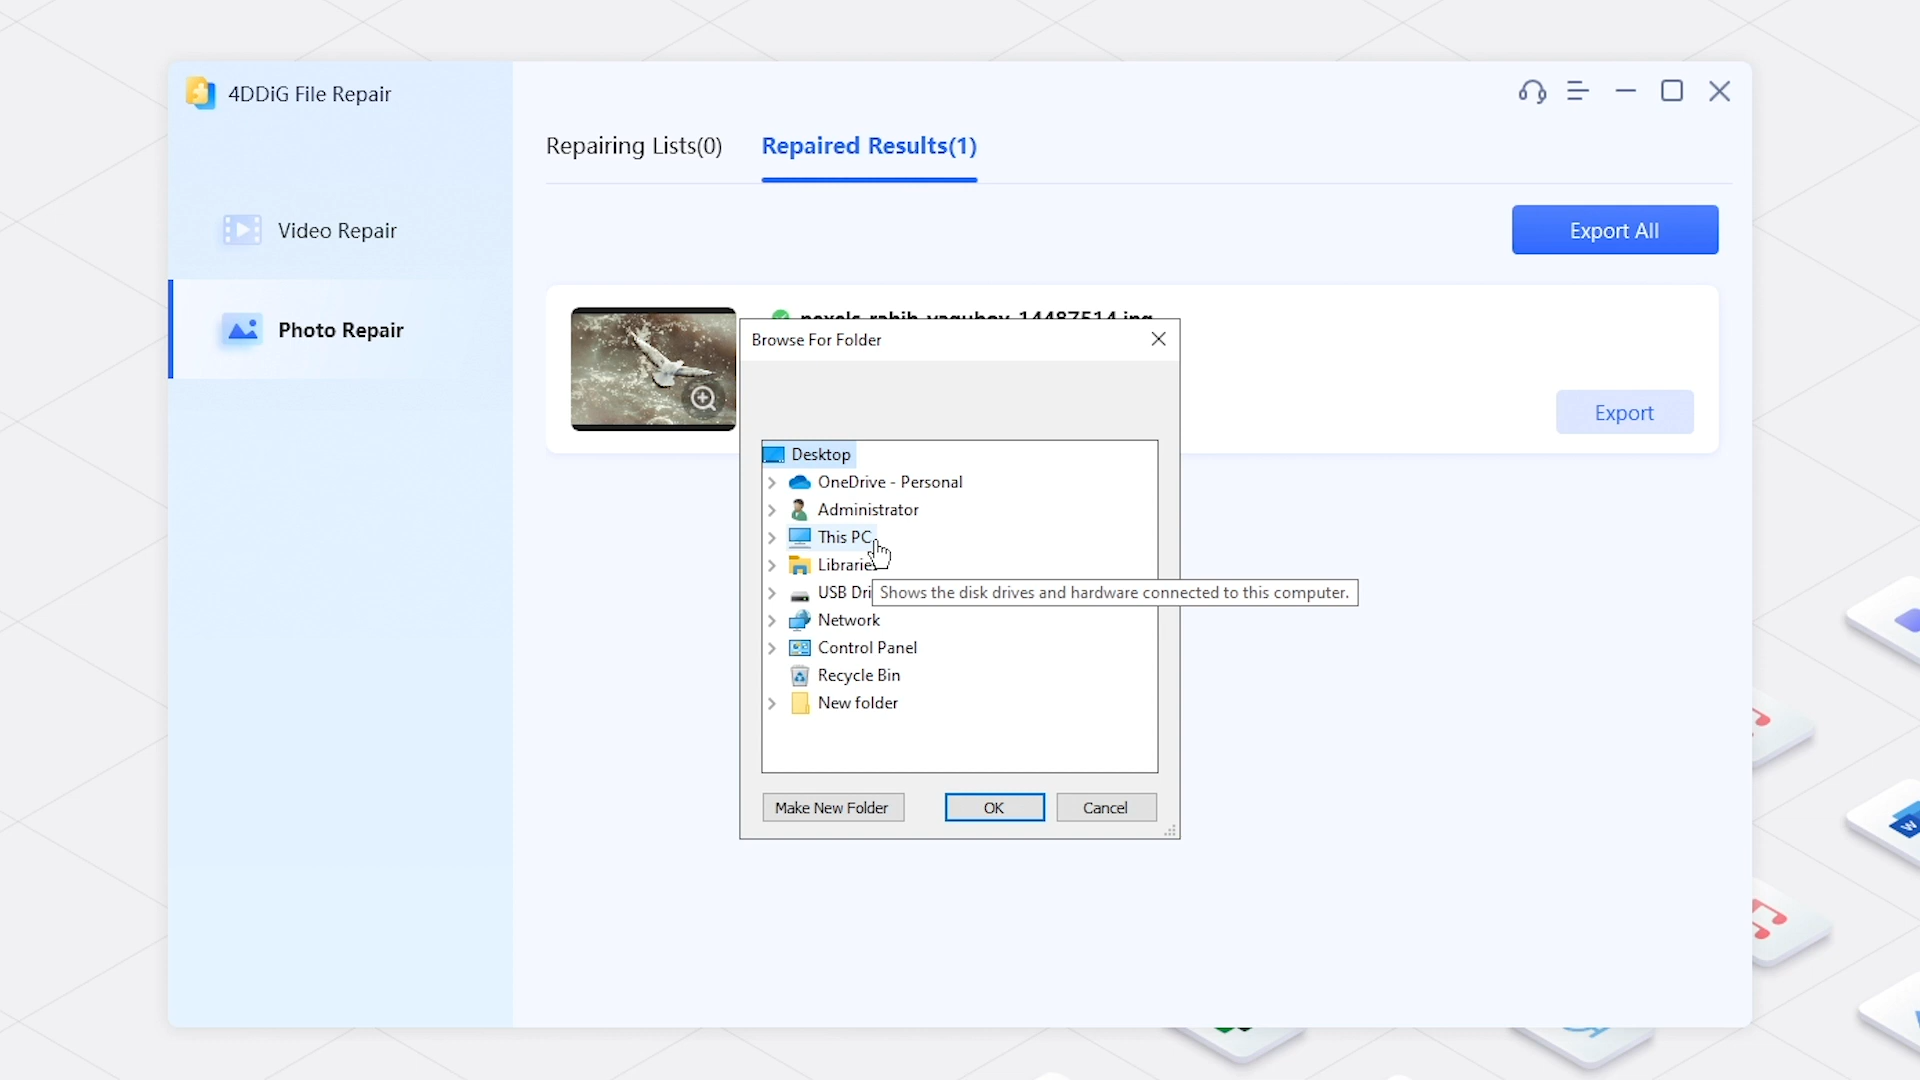 4DDiG File Repair
Repairing Lists(0)
Repaired Results(1)
Video Repair
Export All
Photo Repair
Browse For Folder
Export
Desktop
OneDrive - Personal
Administrator
This PC
Libraries
USB Dri
Shows the disk drives and hardware connected to this computer.
Network
Control Panel
Recycle Bin
New folder
Make New Folder
OK
Cancel
W